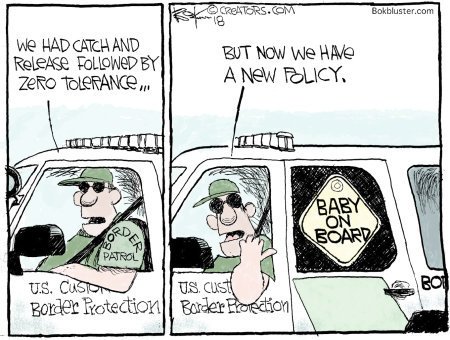 WE HAD CATCH AND
RELEASE FOLLOWED BY
ZERO TOLERANCE...
BORDER
PATROL
U.S. CUSTO
Border Protection
©CREATORS.COM
'18
Bokbluster.com
BUT NOW WE HAVE
A NEW POLICY.
BABY
ON
BOARD
U.S. CUST
Border Protection
BO